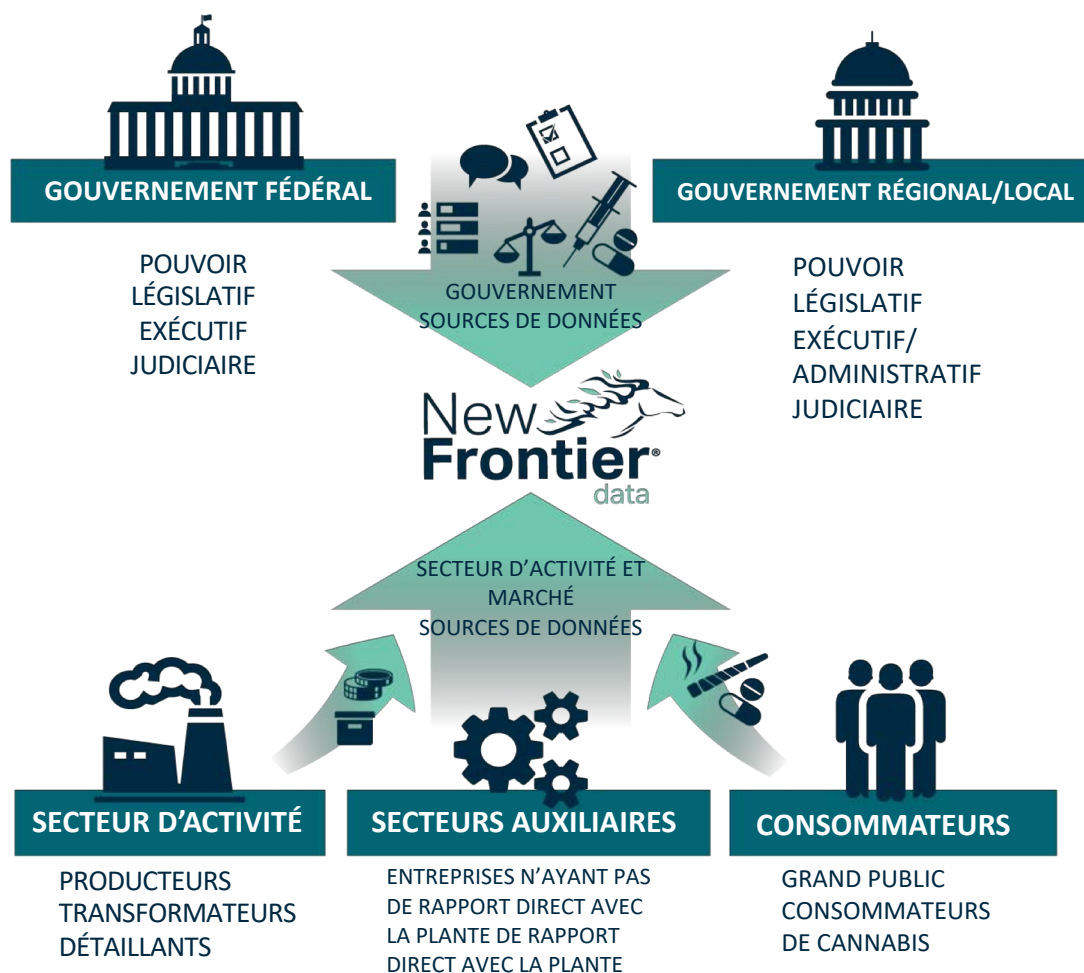 GOUVERNEMENT FÉDÉRAL
POUVOIR
LÉGISLATIF
EXÉCUTIF
JUDICIAIRE
GOUVERNEMENT
SOURCES DE DONNÉES
GOUVERNEMENT RÉGIONAL/LOCAL
POUVOIR
LÉGISLATIF
EXÉCUTIF/
ADMINISTRATIF
JUDICIAIRE
New
Frontier®
data
SECTEUR D’ACTIVITÉ ET
MARCHÉ
SOURCES DE DONNÉES
SECTEUR D’ACTIVITÉ
PRODUCTEURS
TRANSFORMATEURS
DÉTAILLANTS
SECTEURS AUXILIAIRES
ENTREPRISES N’AYANT PAS
DE RAPPORT DIRECT AVEC
LA PLANTE DE RAPPORT
DIRECT AVEC LA PLANTE
CONSOMMATEURS
GRAND PUBLIC
CONSOMMATEURS
DE CANNABIS